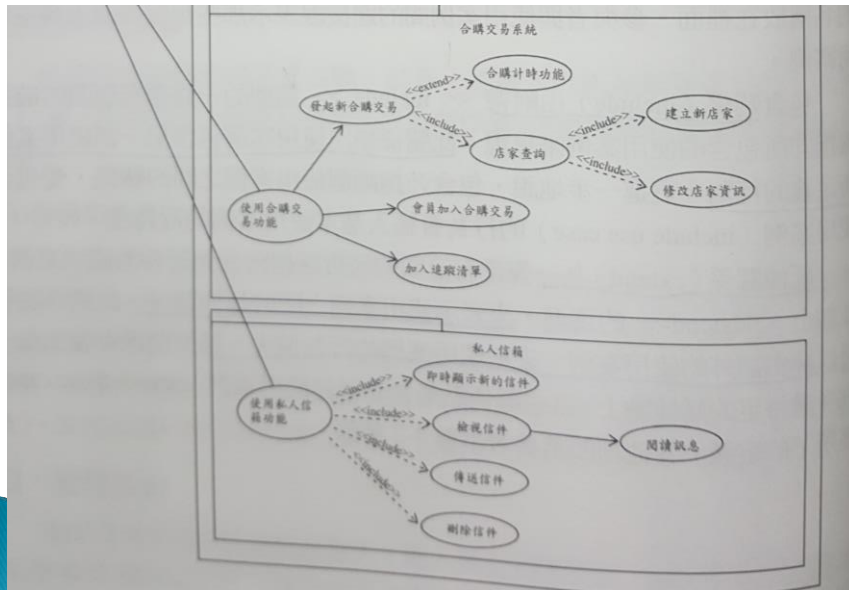 合購交易系統
<<extend>>
合購計時功能
發起新合購交易
<<include>>
建立新店家
<<include>>
店家查詢
<<include>>
修改店家資訊
使用合購交
易功能
會員加入合購交易
加入追蹤清單
私人信箱
<<include>>
即時顯示新的信件
使用私人信
箱功能
<<include>>
檢視信件
閱讀訊息
<<include>>
傳送信件
<<include>>
刪除信件